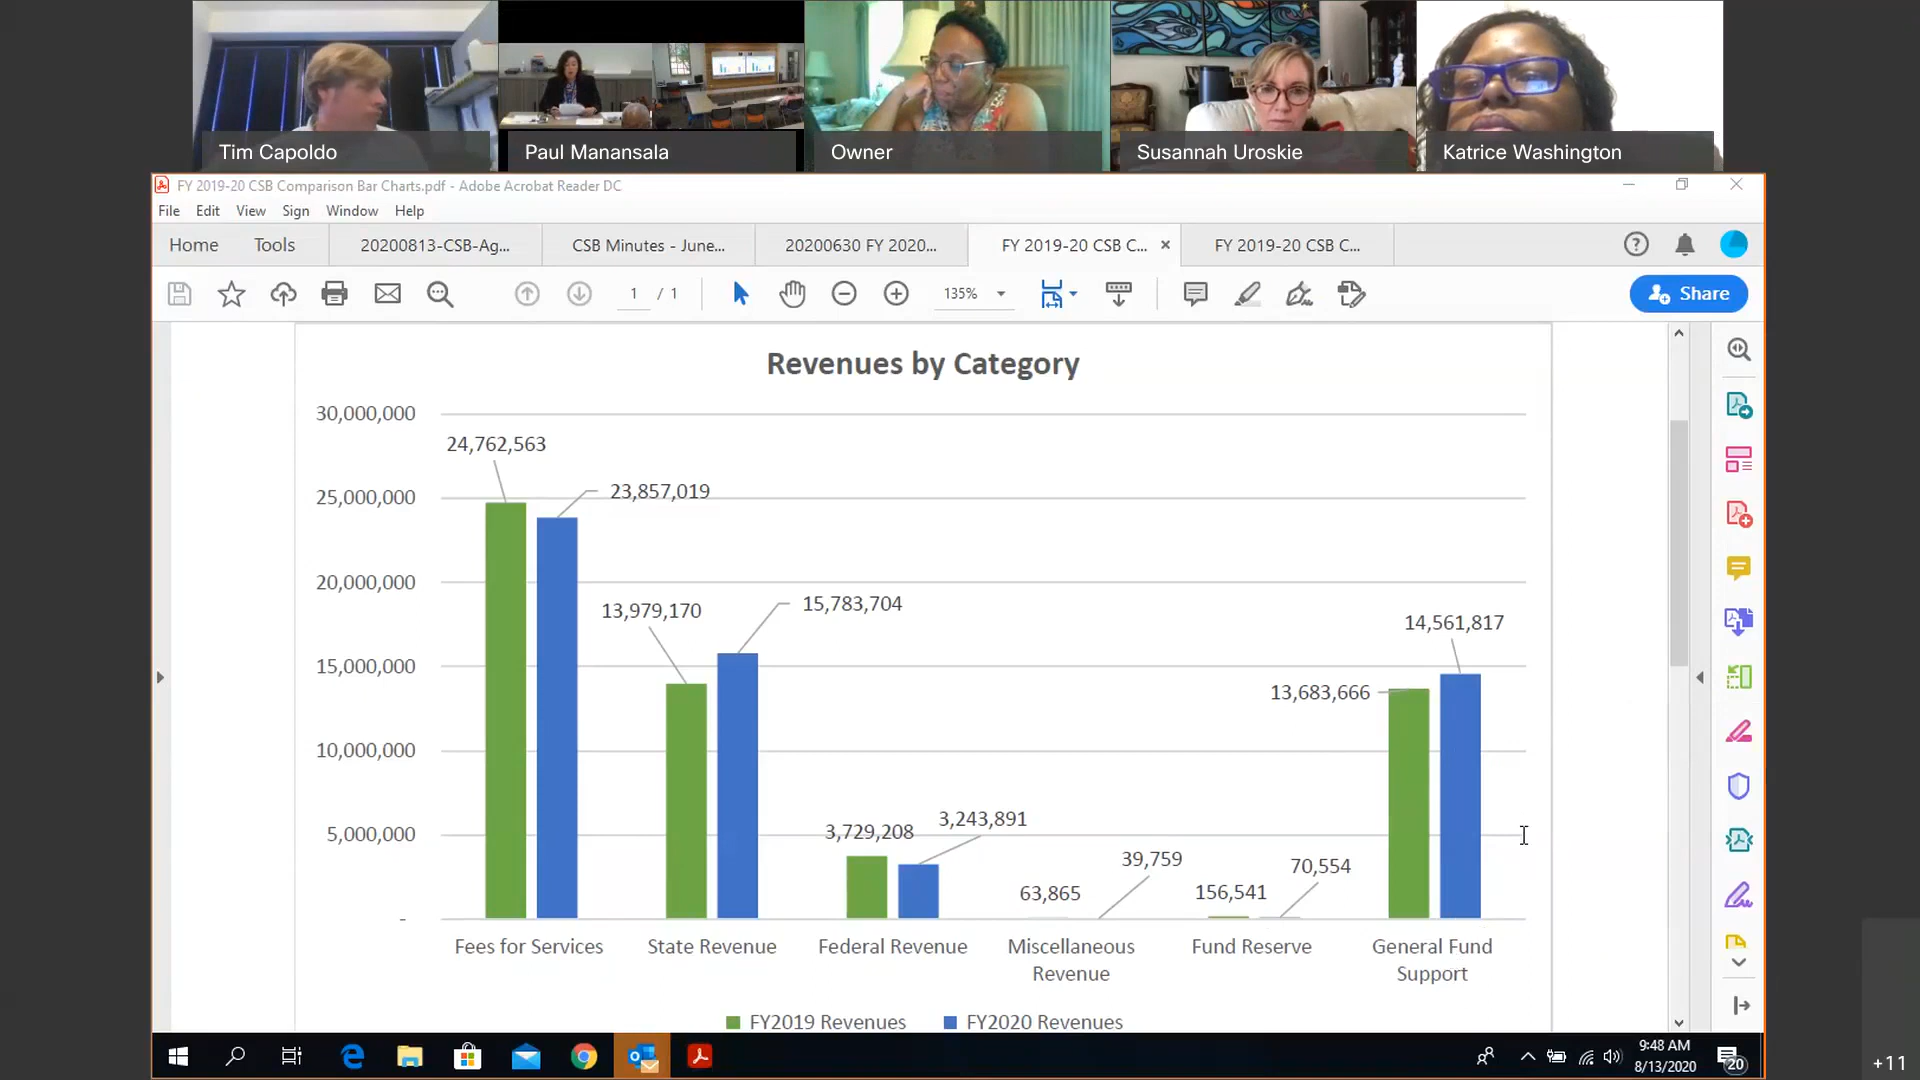 Tim Capoldo
Paul Manansala
Owner
Susannah Uroskie
Katrice Washington
FY 2019-20 CSB Comparison Bar Charts.pdf - Adobe Acrobat Reader DC
File Edit View Sign Window Help
Home Tools 20200813-CSB-Ag... CSB Minutes - June... 20200630 FY 2020... FY 2019-20 CSB C... × FY 2019-20 CSB C...
1 / 1 135% Share
Revenues by Category
30,000,000
24,762,563
25,000,000
23,857,019
20,000,000
13,979,170
15,783,704
14,561,817
15,000,000
13,683,666
10,000,000
5,000,000
3,729,208
3,243,891
39,759
70,554
63,865
156,541
-
Fees for Services
State Revenue
Federal Revenue
Miscellaneous
Revenue
Fund Reserve
General Fund
Support
FY2019 Revenues
FY2020 Revenues
9:48 AM
8/13/2020
20
+11